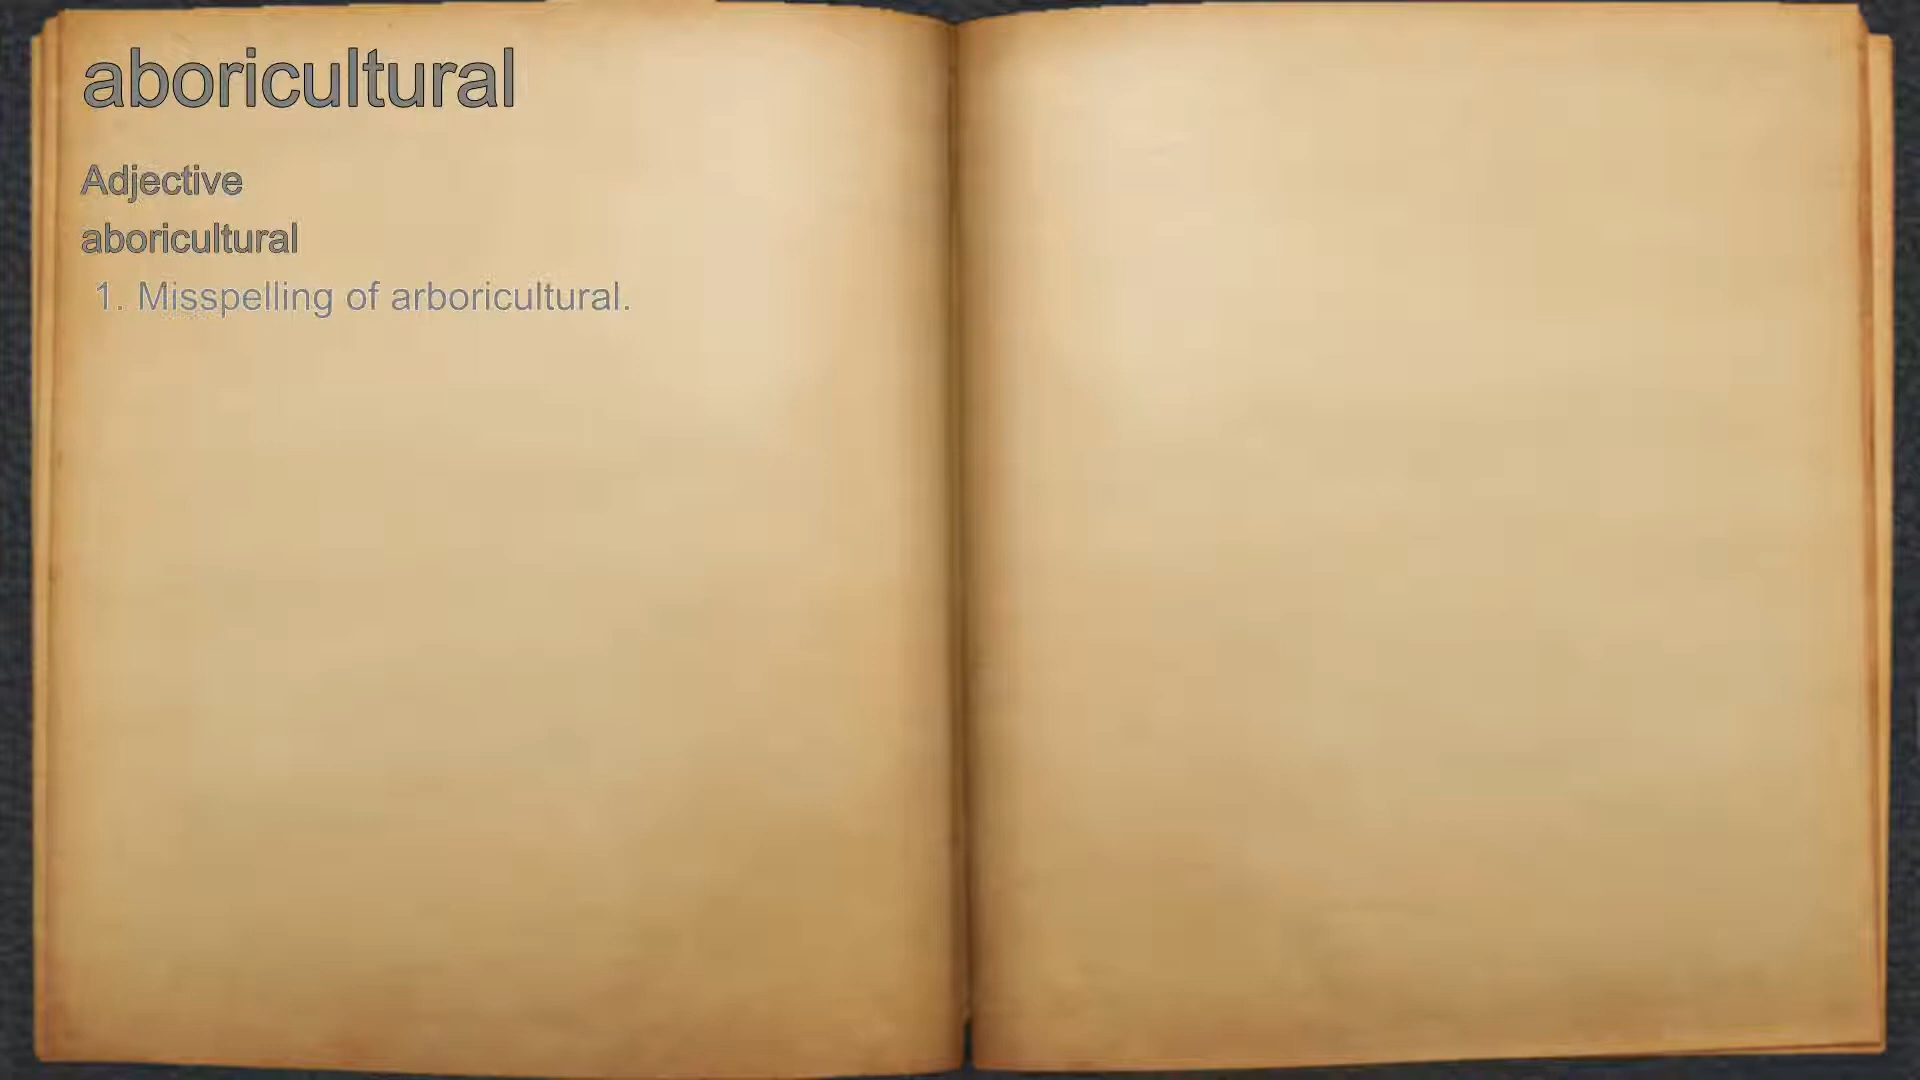 aboricultural
Adjective
aboricultural
1. Misspelling of arboricultural.